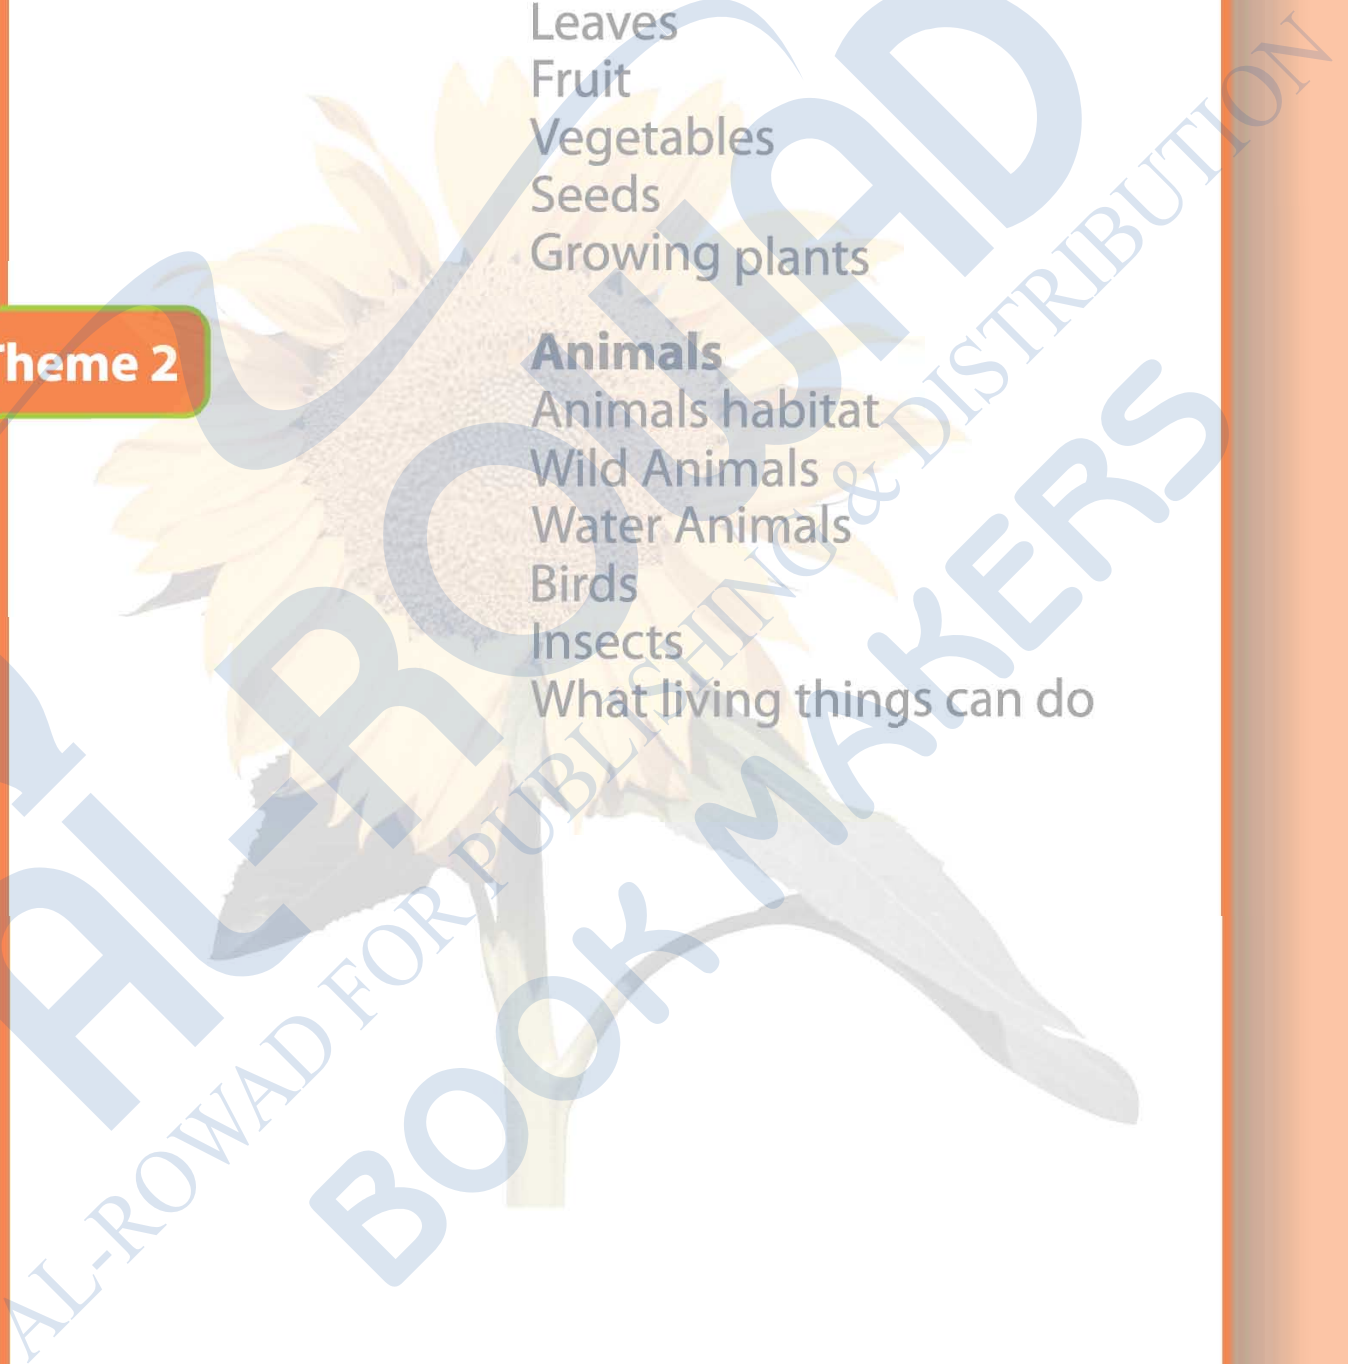 Leaves
Fruit
Vegetables
Seeds
Growing plants
Theme 2
Animals
Animals habitat
Wild Animals
Water Animals
Birds
Insects
What living things can do
AL-ROWAD
AL-ROWAD FOR PUBLISHING & DISTRIBUTION
BOOK MAKERS